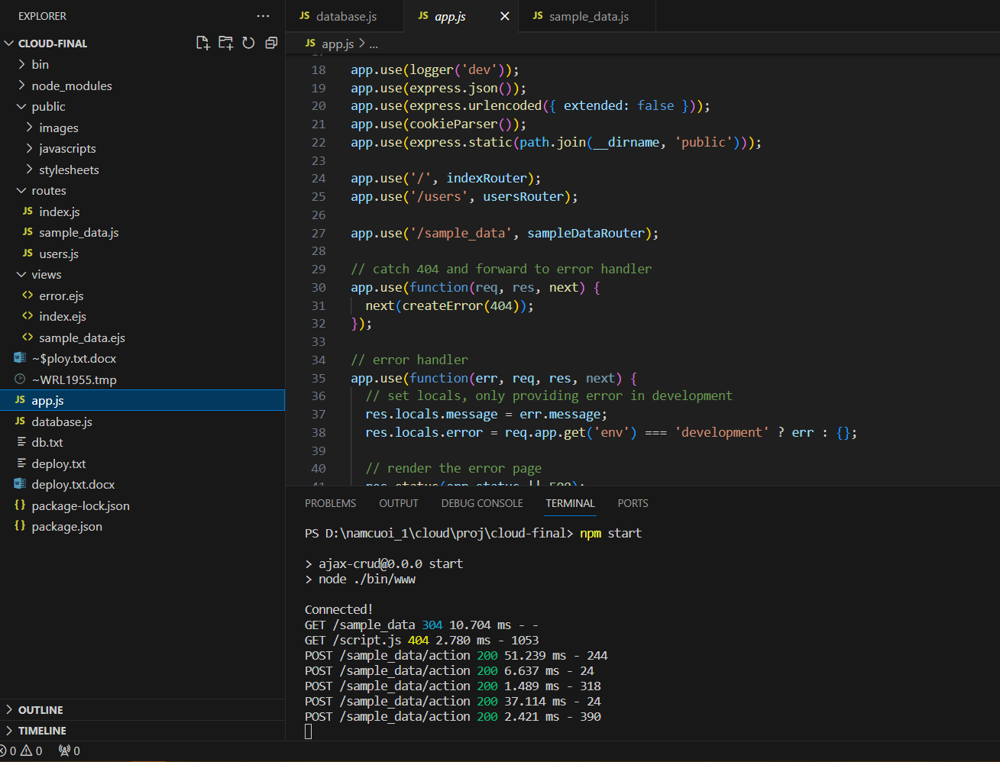 EXPLORER
CLOUD-FINAL
bin
node_modules
public
images
javascripts
stylesheets
routes
JS index.js
JS sample_data.js
JS users.js
views
<> error.ejs
<> index.ejs
<> sample_data.ejs
~$ploy.txt.docx
~WRL1955.tmp
JS app.js
JS database.js
db.txt
deploy.txt
deploy.txt.docx
{} package-lock.json
{} package.json
OUTLINE
TIMELINE
0 0 0
JS database.js JS app.js JS sample_data.js
JS app.js > ...
17
18 app.use(logger('dev'));
19 app.use(express.json());
20 app.use(express.urlencoded({ extended: false }));
21 app.use(cookieParser());
22 app.use(express.static(path.join(__dirname, 'public')));
23
24 app.use('/', indexRouter);
25 app.use('/users', usersRouter);
26
27 app.use('/sample_data', sampleDataRouter);
28
29 // catch 404 and forward to error handler
30 app.use(function(req, res, next) {
31 next(createError(404));
32 });
33
34 // error handler
35 app.use(function(err, req, res, next) {
36 // set locals, only providing error in development
37 res.locals.message = err.message;
38 res.locals.error = req.app.get('env') === 'development' ? err : {};
39
40 // render the error page
41 res.status(err.status || 500);
PROBLEMS OUTPUT DEBUG CONSOLE TERMINAL PORTS
PS D:\namcuoi_1\cloud\proj\cloud-final> npm start
> ajax-crud@0.0.0 start
> node ./bin/www
Connected!
GET /sample_data 304 10.704 ms - -
GET /script.js 404 2.780 ms - 1053
POST /sample_data/action 200 51.239 ms - 244
POST /sample_data/action 200 6.637 ms - 24
POST /sample_data/action 200 1.489 ms - 318
POST /sample_data/action 200 37.114 ms - 24
POST /sample_data/action 200 2.421 ms - 390